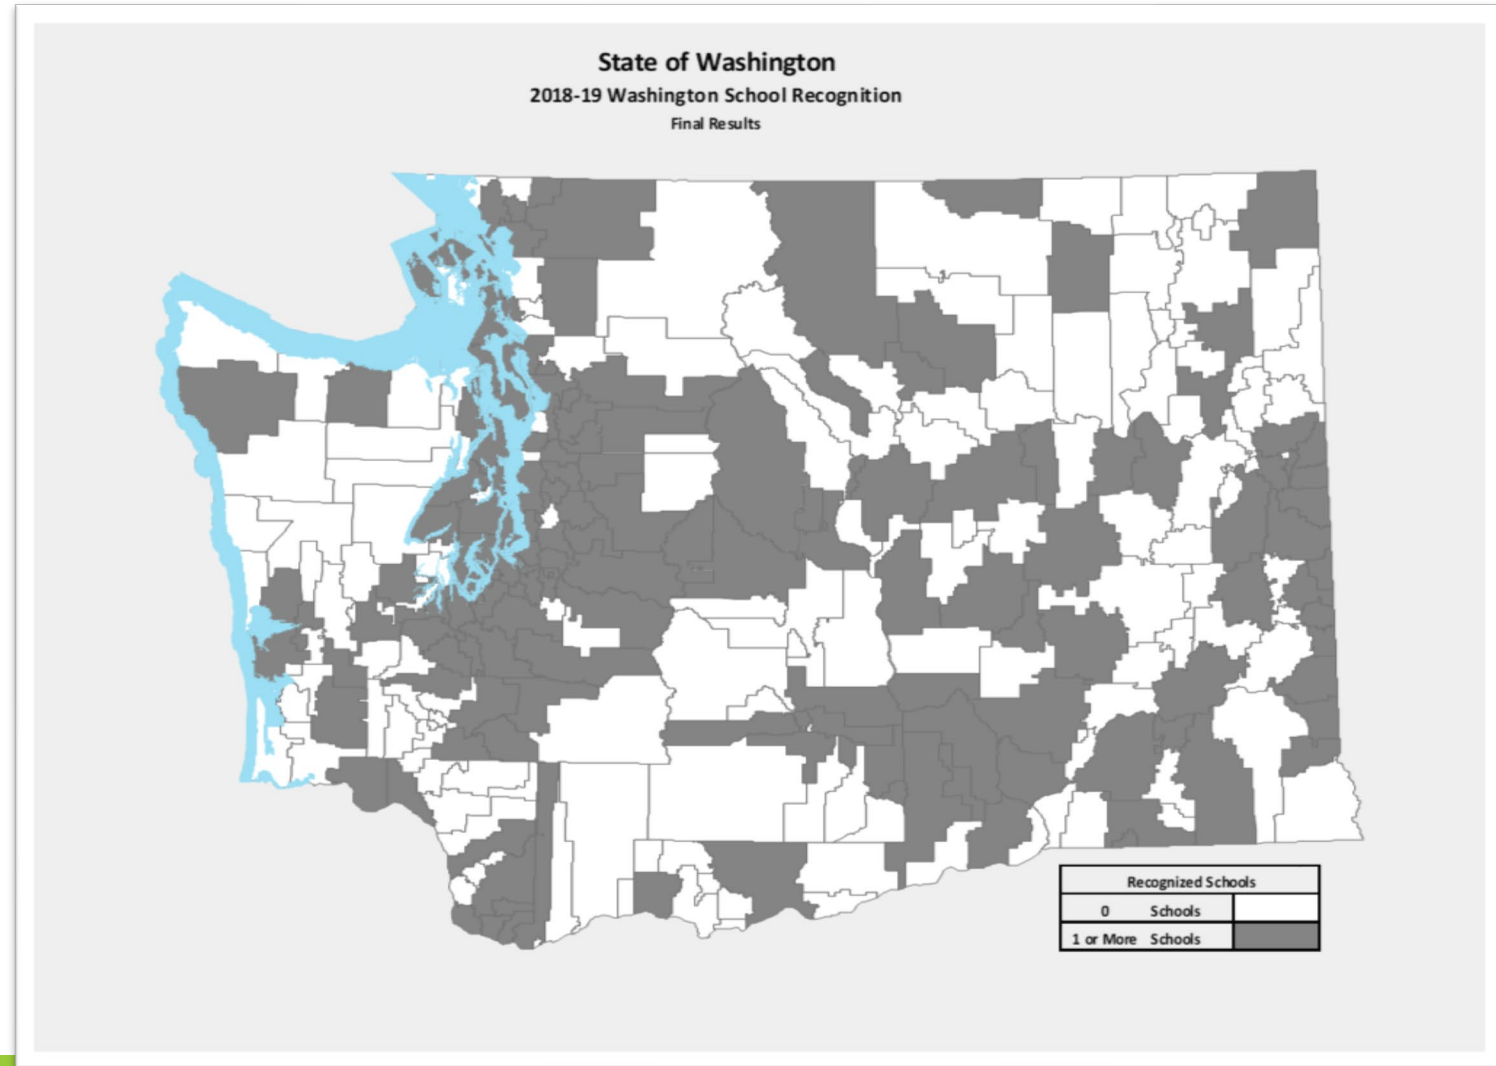 State of Washington
2018-19 Washington School Recognition
Final Results
Recognized Schools
0 Schools
1 or More Schools